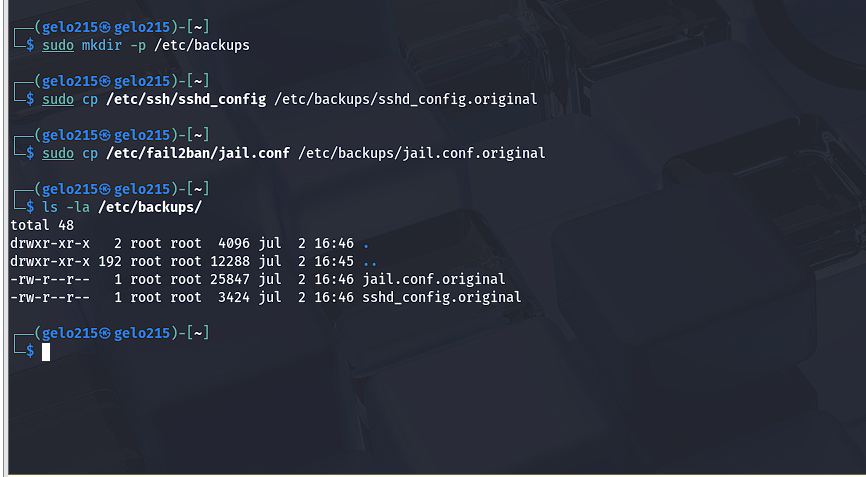 ┌──(gelo215㉿gelo215)-[~]
└─$ sudo mkdir -p /etc/backups
┌──(gelo215㉿gelo215)-[~]
└─$ sudo cp /etc/ssh/sshd_config /etc/backups/sshd_config.original
┌──(gelo215㉿gelo215)-[~]
└─$ sudo cp /etc/fail2ban/jail.conf /etc/backups/jail.conf.original
┌──(gelo215㉿gelo215)-[~]
└─$ ls -la /etc/backups/
total 48
drwxr-xr-x   2 root root  4096 jul  2 16:46 .
drwxr-xr-x 192 root root 12288 jul  2 16:45 ..
-rw-r--r--   1 root root 25847 jul  2 16:46 jail.conf.original
-rw-r--r--   1 root root  3424 jul  2 16:46 sshd_config.original
┌──(gelo215㉿gelo215)-[~]
└─$